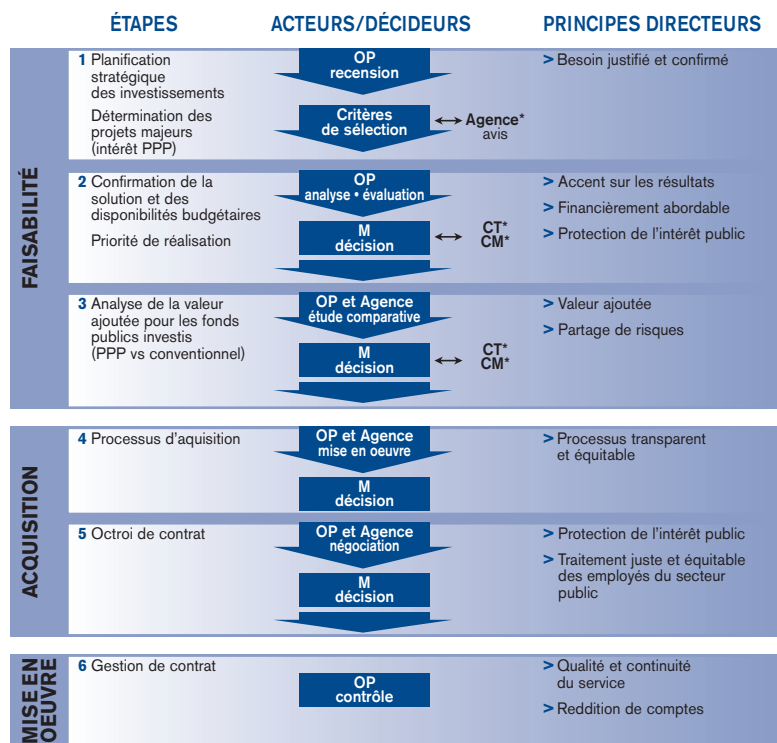 ÉTAPES
ACTEURS/DÉCIDEURS
PRINCIPES DIRECTEURS
FAISABILITÉ
1 Planification
stratégique
des investissements
Détermination des
projets majeurs
(intérêt PPP)
OP
recension
Critères
de sélection
Agence*
avis
> Besoin justifié et confirmé
2 Confirmation de la
solution et des
disponibilités budgétaires
Priorité de réalisation
OP
analyse • évaluation
M
décision
CT*
CM*
> Accent sur les résultats
> Financièrement abordable
> Protection de l'intérêt public
3 Analyse de la valeur
ajoutée pour les fonds
publics investis
(PPP vs conventionnel)
OP et Agence
étude comparative
M
décision
CT*
CM*
> Valeur ajoutée
> Partage de risques
ACQUISITION
4 Processus d'aquisition
OP et Agence
mise en oeuvre
M
décision
> Processus transparent
et équitable
5 Octroi de contrat
OP et Agence
négociation
M
décision
> Protection de l'intérêt public
> Traitement juste et équitable
des employés du secteur
public
MISE EN
OEUVRE
6 Gestion de contrat
OP
contrôle
> Qualité et continuité
du service
> Reddition de comptes